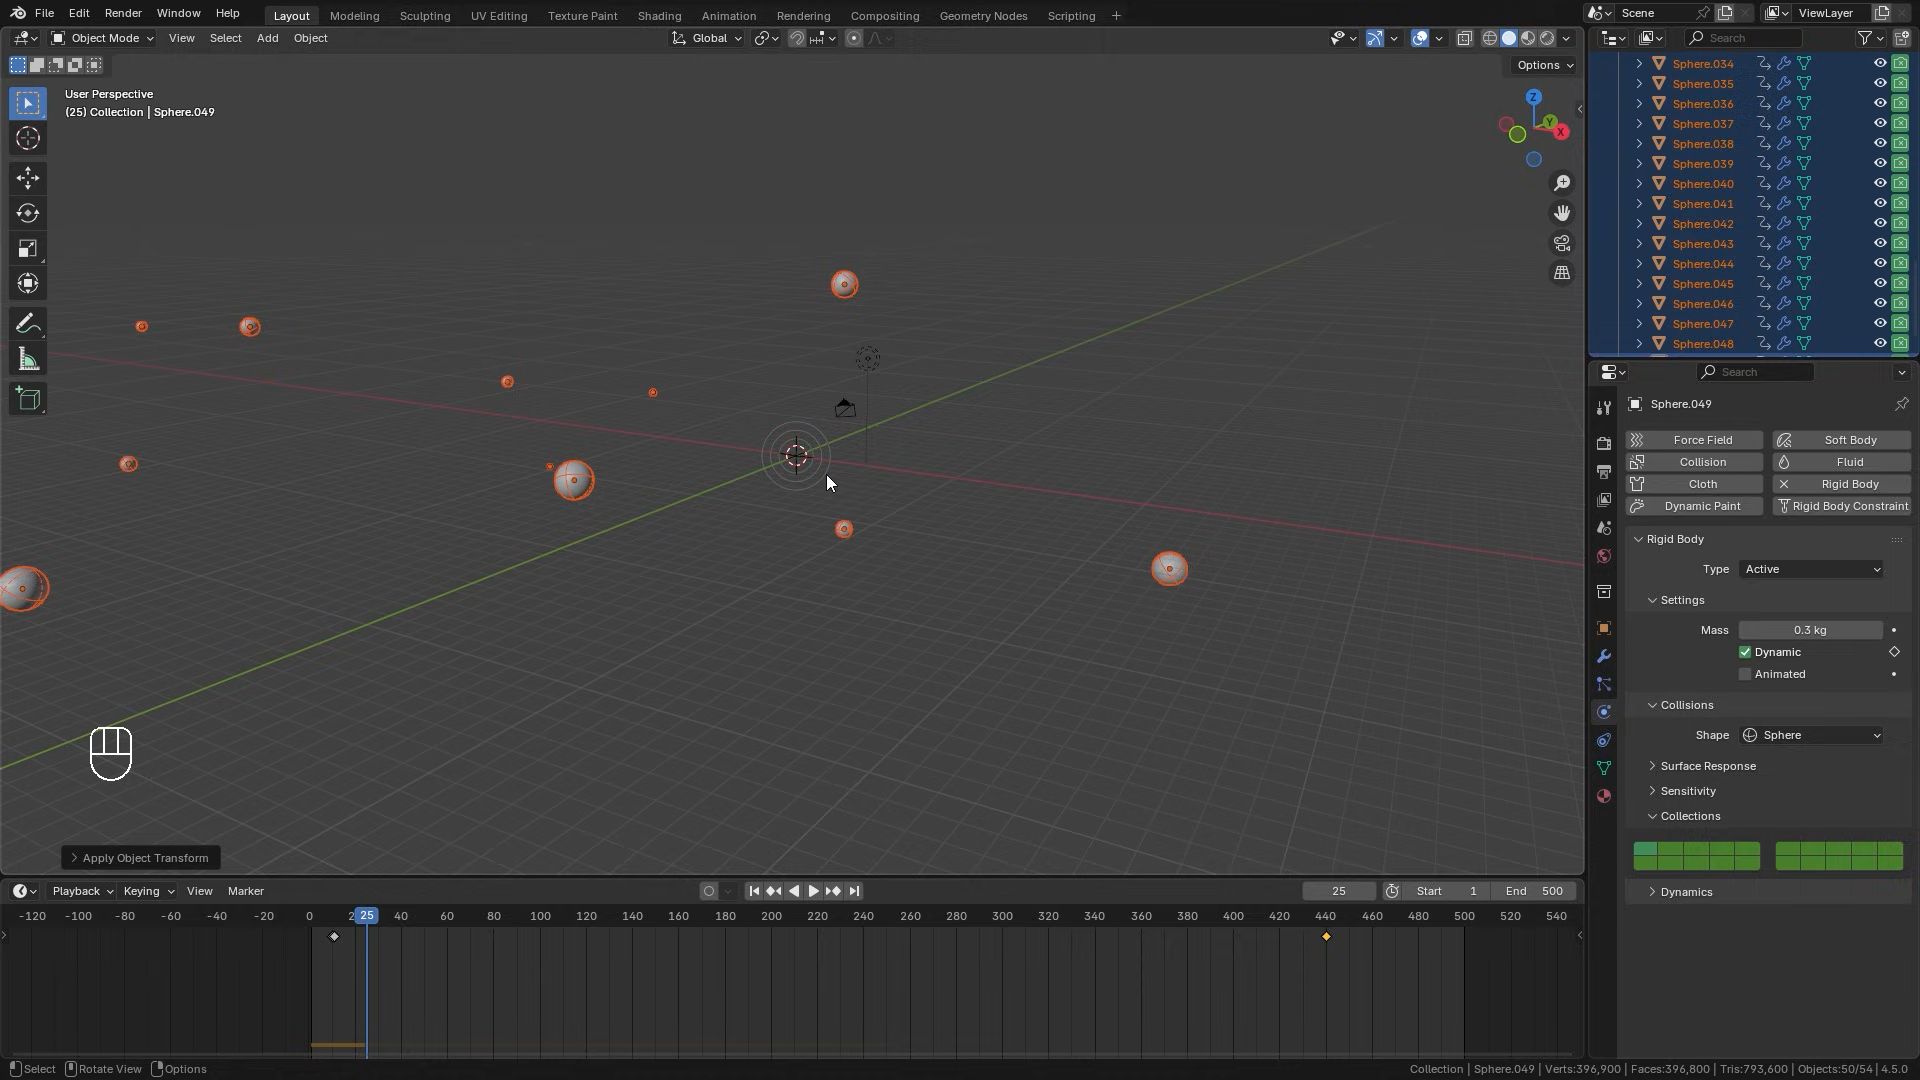 File Edit Render Window Help Layout Modeling Sculpting UV Editing Texture Paint Shading Animation Rendering Compositing Geometry Nodes Scripting + Scene ViewLayer
Object Mode View Select Add Object Global Search
Options
User Perspective
(25) Collection | Sphere.049
Z
Y
X
Sphere.034
Sphere.035
Sphere.036
Sphere.037
Sphere.038
Sphere.039
Sphere.040
Sphere.041
Sphere.042
Sphere.043
Sphere.044
Sphere.045
Sphere.046
Sphere.047
Sphere.048
Search
Sphere.049
Force Field Soft Body
Collision Fluid
Cloth Rigid Body
Dynamic Paint Rigid Body Constraint
Rigid Body
Type Active
Settings
Mass 0.3 kg
Dynamic
Animated
Collisions
Shape Sphere
Surface Response
Sensitivity
Collections
Dynamics
Apply Object Transform
Playback Keying View Marker 25 Start 1 End 500
-120 -100 -80 -60 -40 -20 0 2 25 40 60 80 100 120 140 160 180 200 220 240 260 280 300 320 340 360 380 400 420 440 460 480 500 520 540
Select Rotate View Options Collection | Sphere.049 | Verts:396,900 | Faces:396,800 | Tris:793,600 | Objects:50/54 | 4.5.0